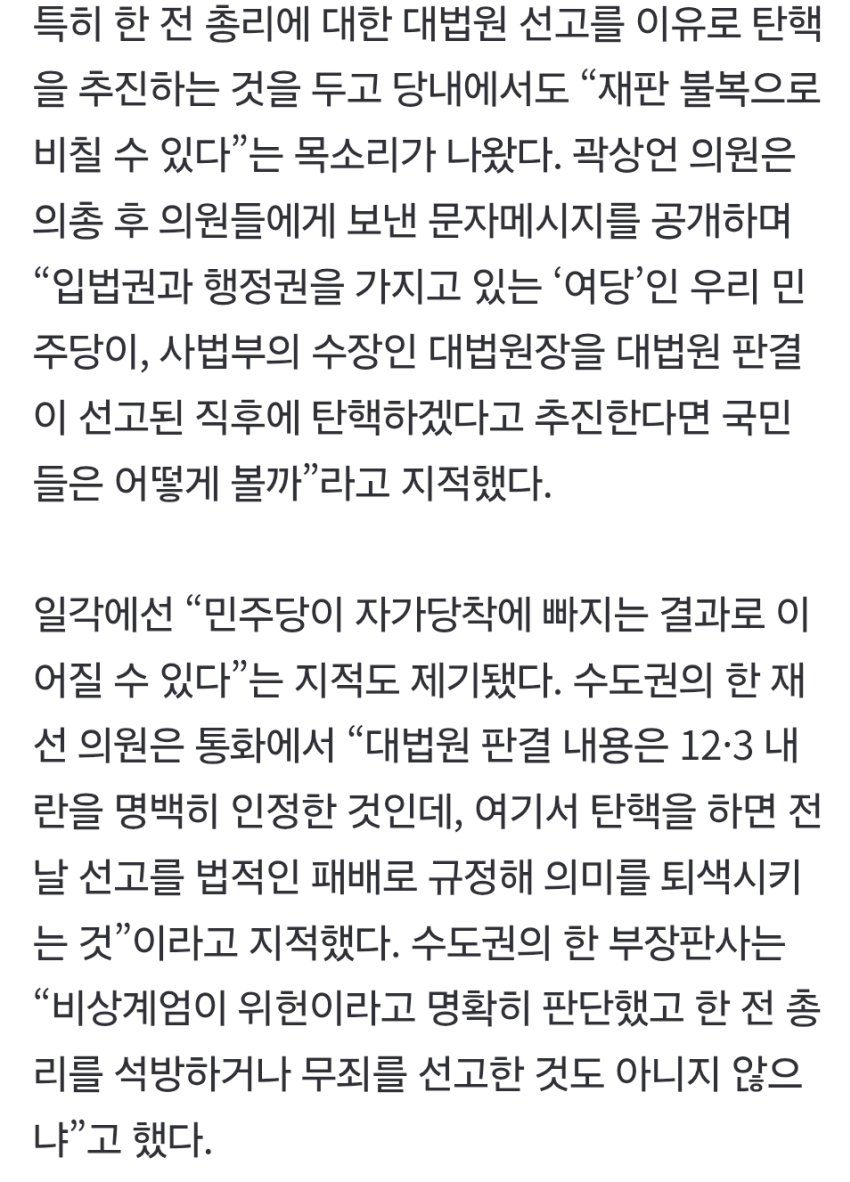 특히 한 전 총리에 대한 대법원 선고를 이유로 탄핵
을 추진하는 것을 두고 당내에서도 “재판 불복으로
비칠 수 있다”는 목소리가 나왔다. 곽상언 의원은
의총 후 의원들에게 보낸 문자메시지를 공개하며
“입법권과 행정권을 가지고 있는 ‘여당’인 우리 민
주당이, 사법부의 수장인 대법원장을 대법원 판결
이 선고된 직후에 탄핵하겠다고 추진한다면 국민
들은 어떻게 볼까”라고 지적했다.
일각에선 “민주당이 자가당착에 빠지는 결과로 이
어질 수 있다”는 지적도 제기됐다. 수도권의 한 재
선 의원은 통화에서 “대법원 판결 내용은 12·3 내
란을 명백히 인정한 것인데, 여기서 탄핵을 하면 전
날 선고를 법적인 패배로 규정해 의미를 퇴색시키
는 것”이라고 지적했다. 수도권의 한 부장판사는
“비상계엄이 위헌이라고 명확히 판단했고 한 전 총
리를 석방하거나 무죄를 선고한 것도 아니지 않으
냐”고 했다.